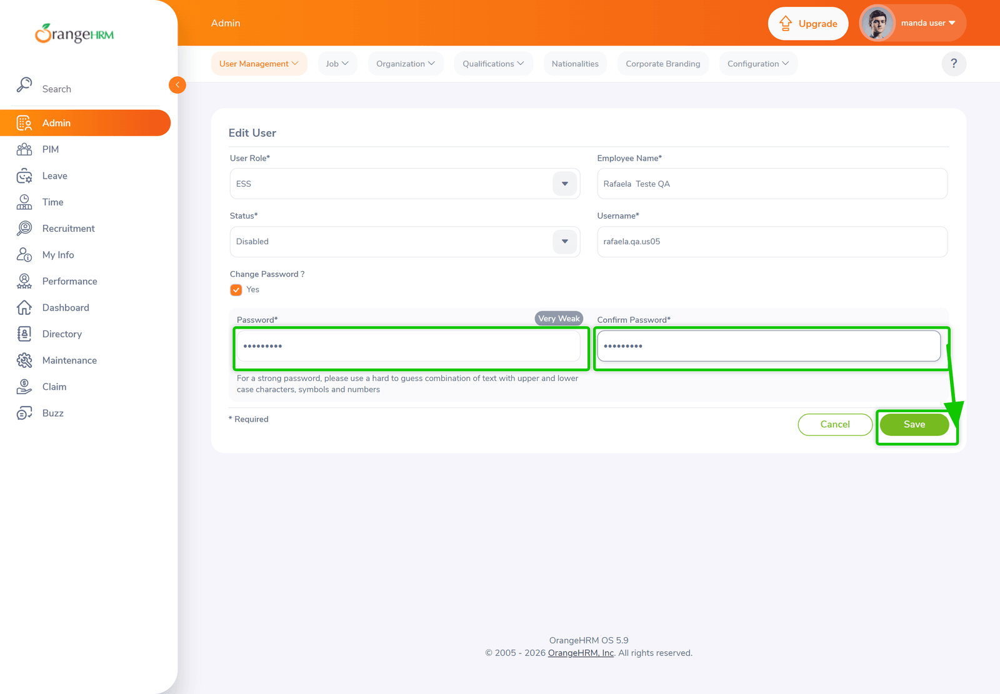 OrangeHRM
Admin
Upgrade
manda user
User Management
Job
Organization
Qualifications
Nationalities
Corporate Branding
Configuration
?
Search
Admin
PIM
Leave
Time
Recruitment
My Info
Performance
Dashboard
Directory
Maintenance
Claim
Buzz
Edit User
User Role*
Employee Name*
ESS
Rafaela  Teste QA
Status*
Username*
Disabled
rafaela.qa.us05
Change Password ?
Yes
Password*
Very Weak
Confirm Password*
•••••••••
•••••••••
For a strong password, please use a hard to guess combination of text with upper and lower
case characters, symbols and numbers
* Required
Cancel
Save
OrangeHRM OS 5.9
© 2005 - 2026 OrangeHRM, Inc. All rights reserved.